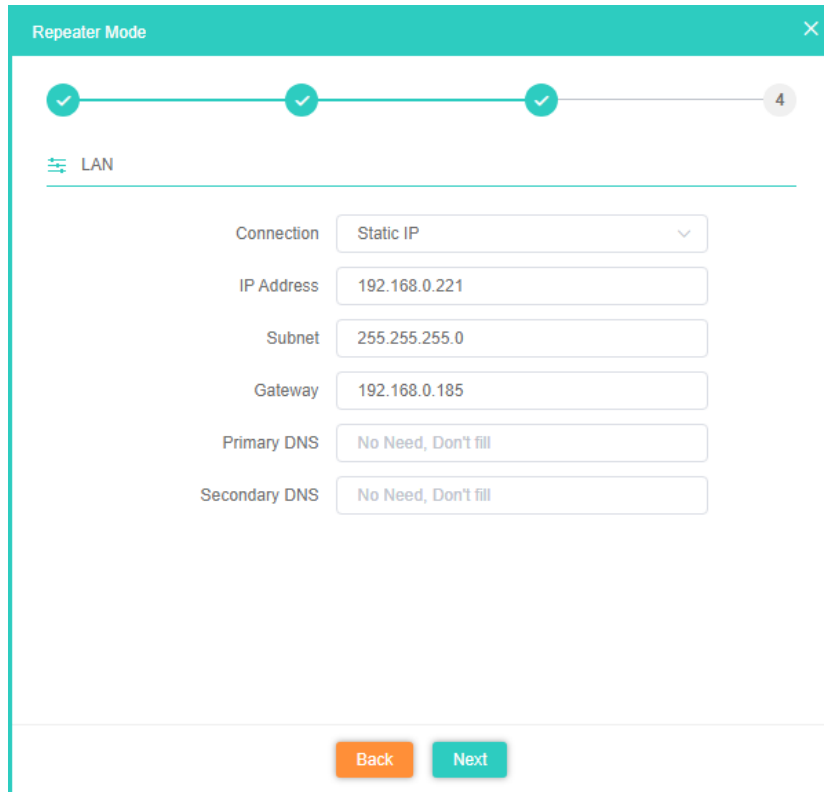 Repeater Mode
4
LAN
Connection Static IP
IP Address 192.168.0.221
Subnet 255.255.255.0
Gateway 192.168.0.185
Primary DNS No Need, Don't fill
Secondary DNS No Need, Don't fill
Back Next